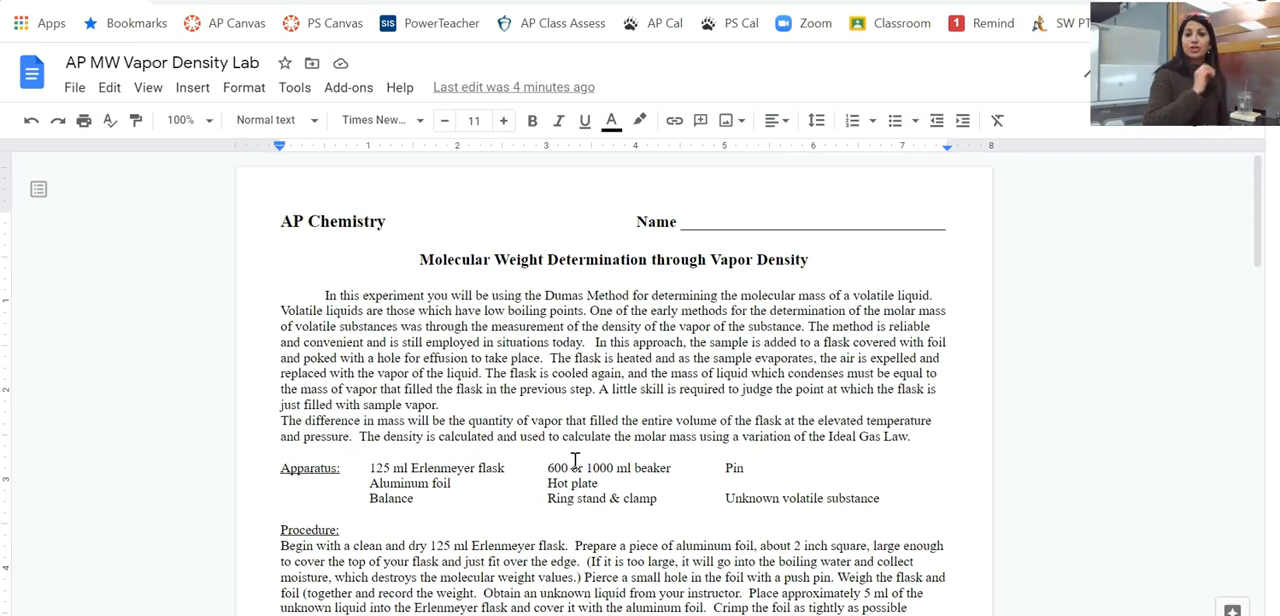 Apps Bookmarks AP Canvas PS Canvas SIS PowerTeacher AP Class Assess AP Cal PS Cal Zoom Classroom 1 Remind SW PT
AP MW Vapor Density Lab
File Edit View Insert Format Tools Add-ons Help Last edit was 4 minutes ago
100% Normal text Times New... − 11 + B I U A
1 2 3 4 5 6 7 8
AP Chemistry Name
Molecular Weight Determination through Vapor Density
In this experiment you will be using the Dumas Method for determining the molecular mass of a volatile liquid.
Volatile liquids are those which have low boiling points. One of the early methods for the determination of the molar mass
of volatile substances was through the measurement of the density of the vapor of the substance. The method is reliable
and convenient and is still employed in situations today. In this approach, the sample is added to a flask covered with foil
and poked with a hole for effusion to take place. The flask is heated and as the sample evaporates, the air is expelled and
replaced with the vapor of the liquid. The flask is cooled again, and the mass of liquid which condenses must be equal to
the mass of vapor that filled the flask in the previous step. A little skill is required to judge the point at which the flask is
just filled with sample vapor.
The difference in mass will be the quantity of vapor that filled the entire volume of the flask at the elevated temperature
and pressure. The density is calculated and used to calculate the molar mass using a variation of the Ideal Gas Law.
Apparatus: 125 ml Erlenmeyer flask 600 or 1000 ml beaker Pin
Aluminum foil Hot plate
Balance Ring stand & clamp Unknown volatile substance
Procedure:
Begin with a clean and dry 125 ml Erlenmeyer flask. Prepare a piece of aluminum foil, about 2 inch square, large enough
to cover the top of your flask and just fit over the edge. (If it is too large, it will go into the boiling water and collect
moisture, which destroys the molecular weight values.) Pierce a small hole in the foil with a push pin. Weigh the flask and
foil (together and record the weight. Obtain an unknown liquid from your instructor. Place approximately 5 ml of the
unknown liquid into the Erlenmeyer flask and cover it with the aluminum foil. Crimp the foil as tightly as possible